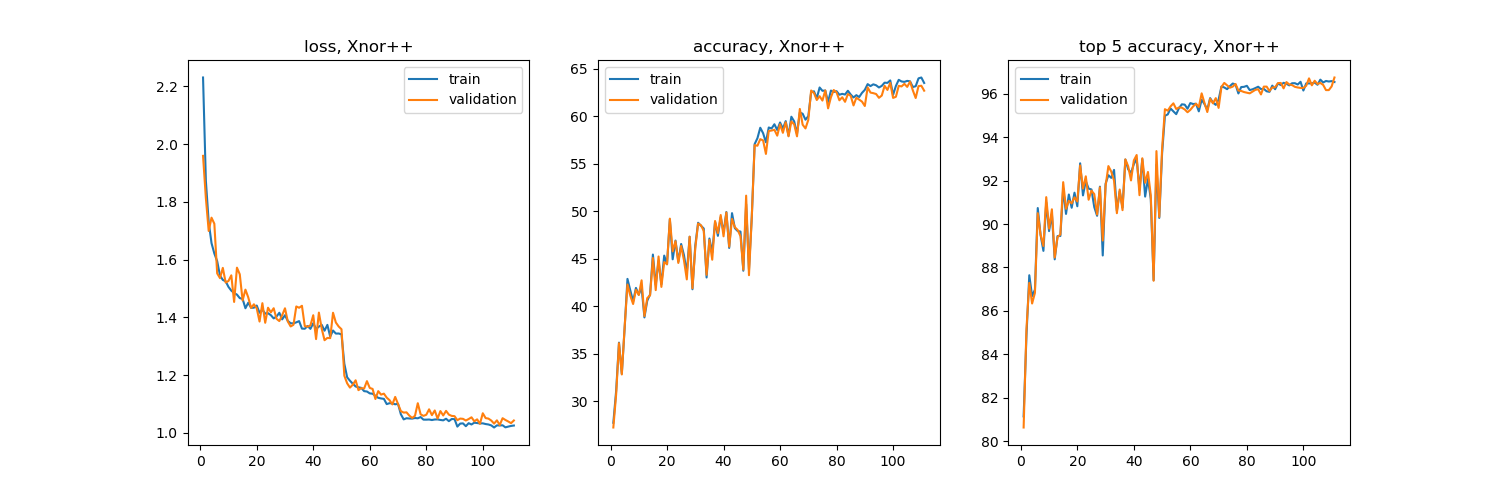 loss, Xnor++
train
validation
2.2
2.0
1.8
1.6
1.4
1.2
1.0
0 20 40 60 80 100
accuracy, Xnor++
train
validation
65
60
55
50
45
40
35
30
0 20 40 60 80 100
top 5 accuracy, Xnor++
train
validation
96
94
92
90
88
86
84
82
80
0 20 40 60 80 100